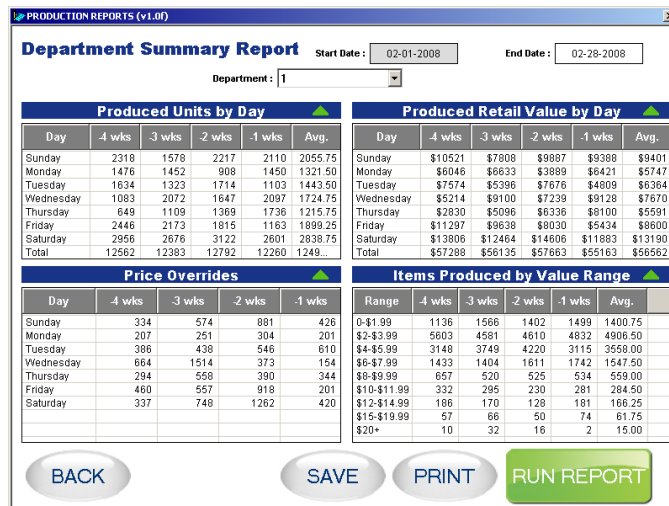 PRODUCTION REPORTS (v1.0f)
Department Summary Report Start Date : 02-01-2008 End Date : 02-28-2008
Department : 1
Produced Units by Day
Day -4 wks -3 wks -2 wks -1 wks Avg.
Sunday 2318 1578 2217 2110 2055.75
Monday 1476 1452 908 1450 1321.50
Tuesday 1634 1323 1714 1103 1443.50
Wednesday 1083 2072 1647 2097 1724.75
Thursday 649 1109 1369 1736 1215.75
Friday 2446 2173 1815 1163 1899.25
Saturday 2956 2676 3122 2601 2838.75
Total 12562 12383 12792 12260 1249...
Produced Retail Value by Day
Day -4 wks -3 wks -2 wks -1 wks Avg.
Sunday $10521 $7808 $9887 $9388 $9401
Monday $6046 $6633 $3889 $6421 $5747
Tuesday $7574 $5396 $7676 $4809 $6364
Wednesday $5214 $9100 $7239 $9128 $7670
Thursday $2830 $5096 $6336 $8100 $5591
Friday $11297 $9638 $8030 $5434 $8600
Saturday $13806 $12464 $14606 $11883 $13190
Total $57288 $56135 $57663 $55163 $56562
Price Overrides
Day -4 wks -3 wks -2 wks -1 wks
Sunday 334 574 881 426
Monday 207 251 304 201
Tuesday 386 438 546 610
Wednesday 664 1514 373 154
Thursday 294 558 390 344
Friday 460 557 918 201
Saturday 337 748 1262 420
Items Produced by Value Range
Range -4 wks -3 wks -2 wks -1 wks Avg.
0-$1.99 1136 1566 1402 1499 1400.75
$2-$3.99 5603 4581 4610 4832 4906.50
$4-$5.99 3148 3749 4220 3115 3558.00
$6-$7.99 1433 1404 1611 1742 1547.50
$8-$9.99 657 520 525 534 559.00
$10-$11.99 332 295 230 281 284.50
$12-$14.99 186 170 128 181 166.25
$15-$19.99 57 66 50 74 61.75
$20+ 10 32 16 2 15.00
BACK SAVE PRINT RUN REPORT